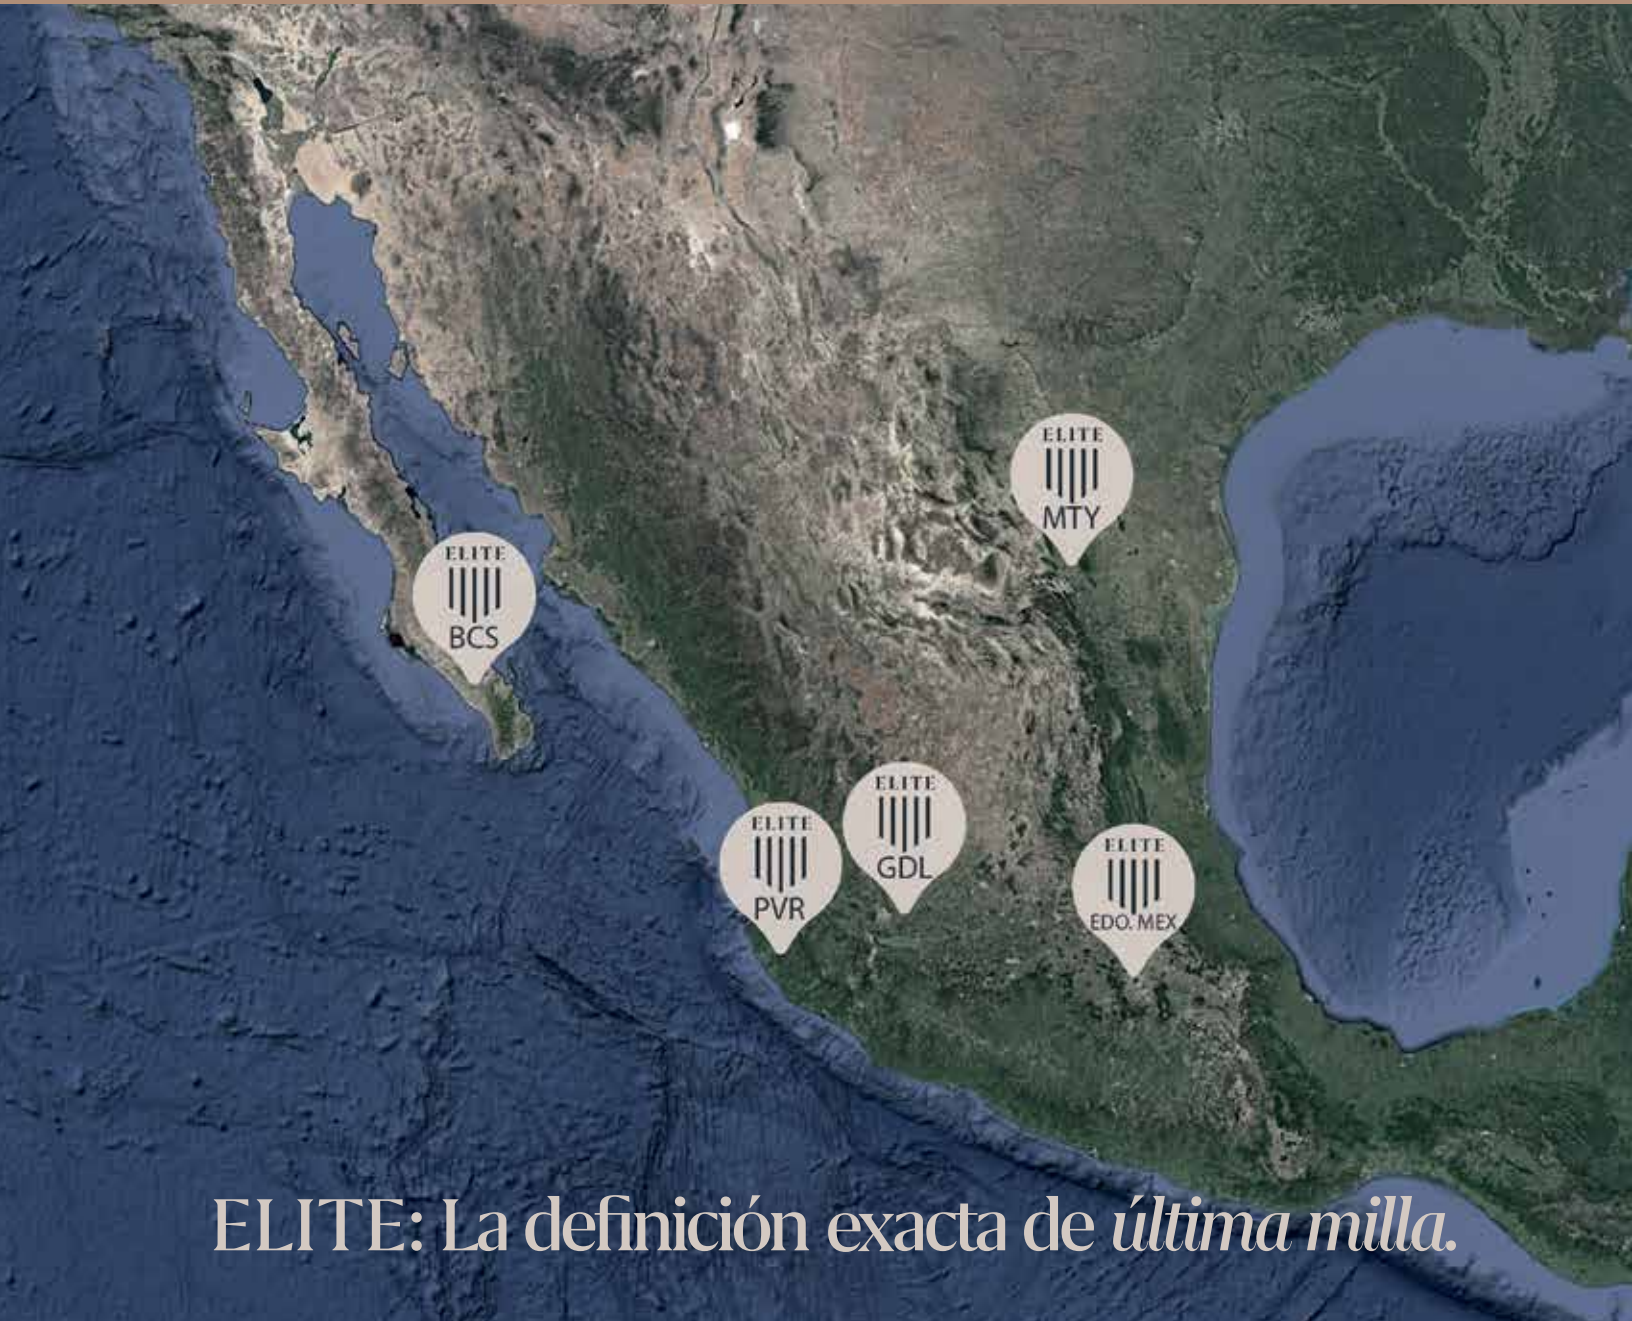 ELITE
MTY
ELITE
BCS
ELITE
GDL
ELITE
PVR
ELITE
EDO. MEX
ELITE: La definición exacta de última milla.